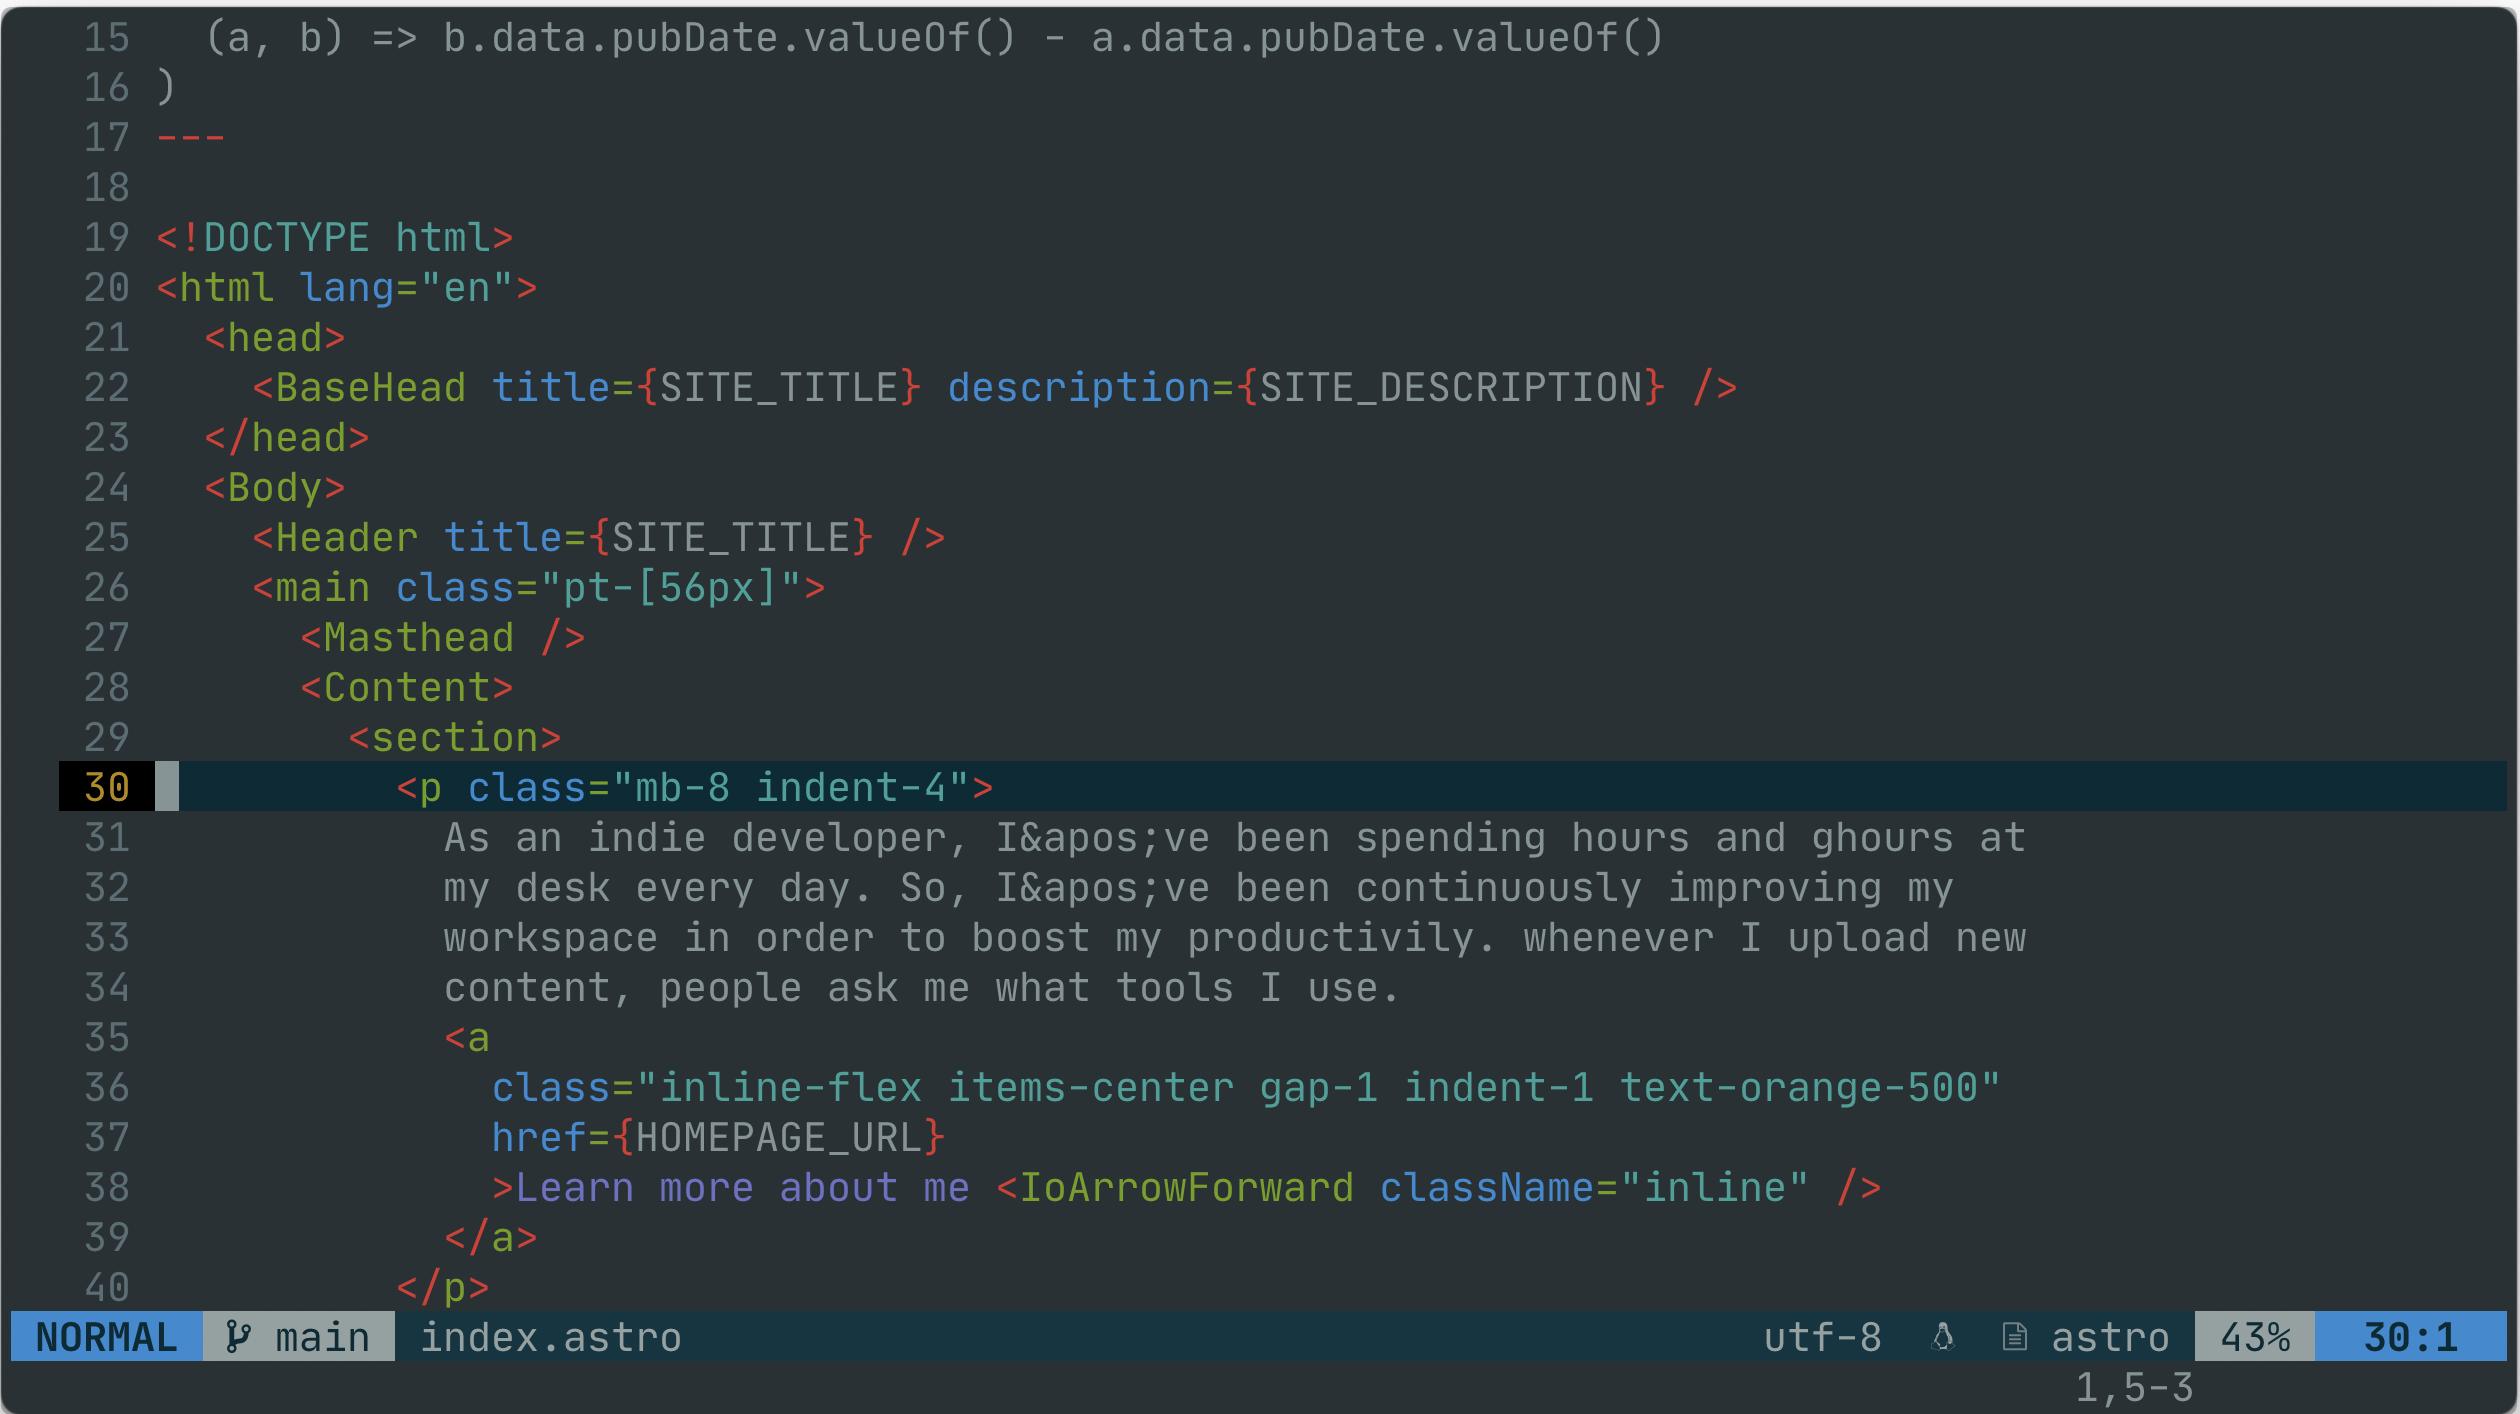 15   (a, b) => b.data.pubDate.valueOf() - a.data.pubDate.valueOf()
16 )
17 ---
18
19 <!DOCTYPE html>
20 <html lang="en">
21   <head>
22     <BaseHead title={SITE_TITLE} description={SITE_DESCRIPTION} />
23   </head>
24   <Body>
25     <Header title={SITE_TITLE} />
26     <main class="pt-[56px]">
27       <Masthead />
28       <Content>
29         <section>
30           <p class="mb-8 indent-4">
31             As an indie developer, I&apos;ve been spending hours and ghours at
32             my desk every day. So, I&apos;ve been continuously improving my
33             workspace in order to boost my productivily. whenever I upload new
34             content, people ask me what tools I use.
35             <a
36               class="inline-flex items-center gap-1 indent-1 text-orange-500"
37               href={HOMEPAGE_URL}
38               >Learn more about me <IoArrowForward className="inline" />
39             </a>
40           </p>
NORMAL main index.astro utf-8 astro 43% 30:1
1,5-3